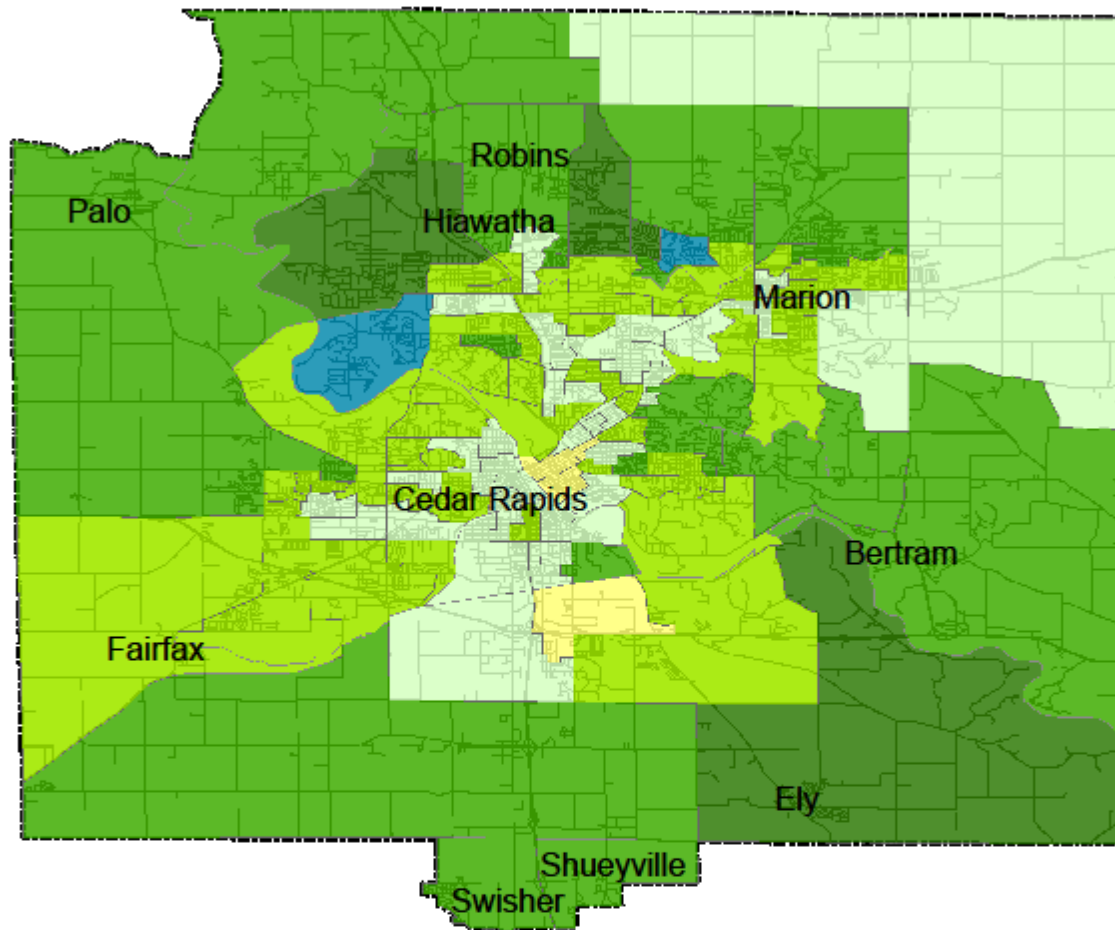 Robins
Palo
Hiawatha
Marion
Cedar Rapids
Bertram
Fairfax
Ely
Shueyville
Swisher